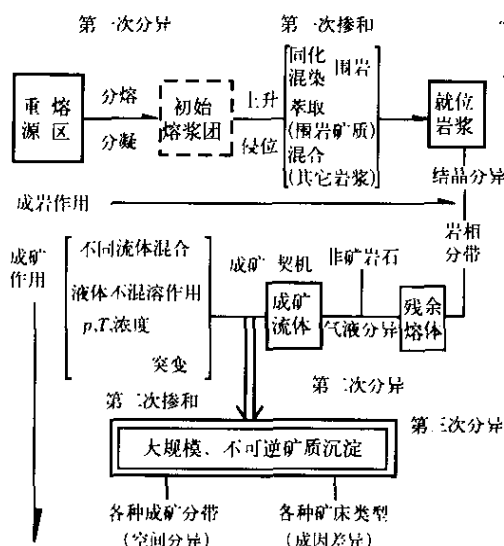 第一次分异
第一次掺和
同化
混染
围岩
萃取
(围岩矿质)
混合
(其它岩浆)
重熔
源区
分熔
分凝
初始
熔浆团
上升
侵位
就位
岩浆
结晶分异
成岩作用
岩相
分带
成矿
作用
不同流体混合
液体不混溶作用
p,T,浓度
突变
成矿 契机
成矿
流体
非矿岩石
气液分异
残余
熔体
第二次分异
第二次掺和
第三次分异
大规模、不可逆矿质沉淀
各种成矿分带
(空间分异)
各种矿床类型
(成因差异)